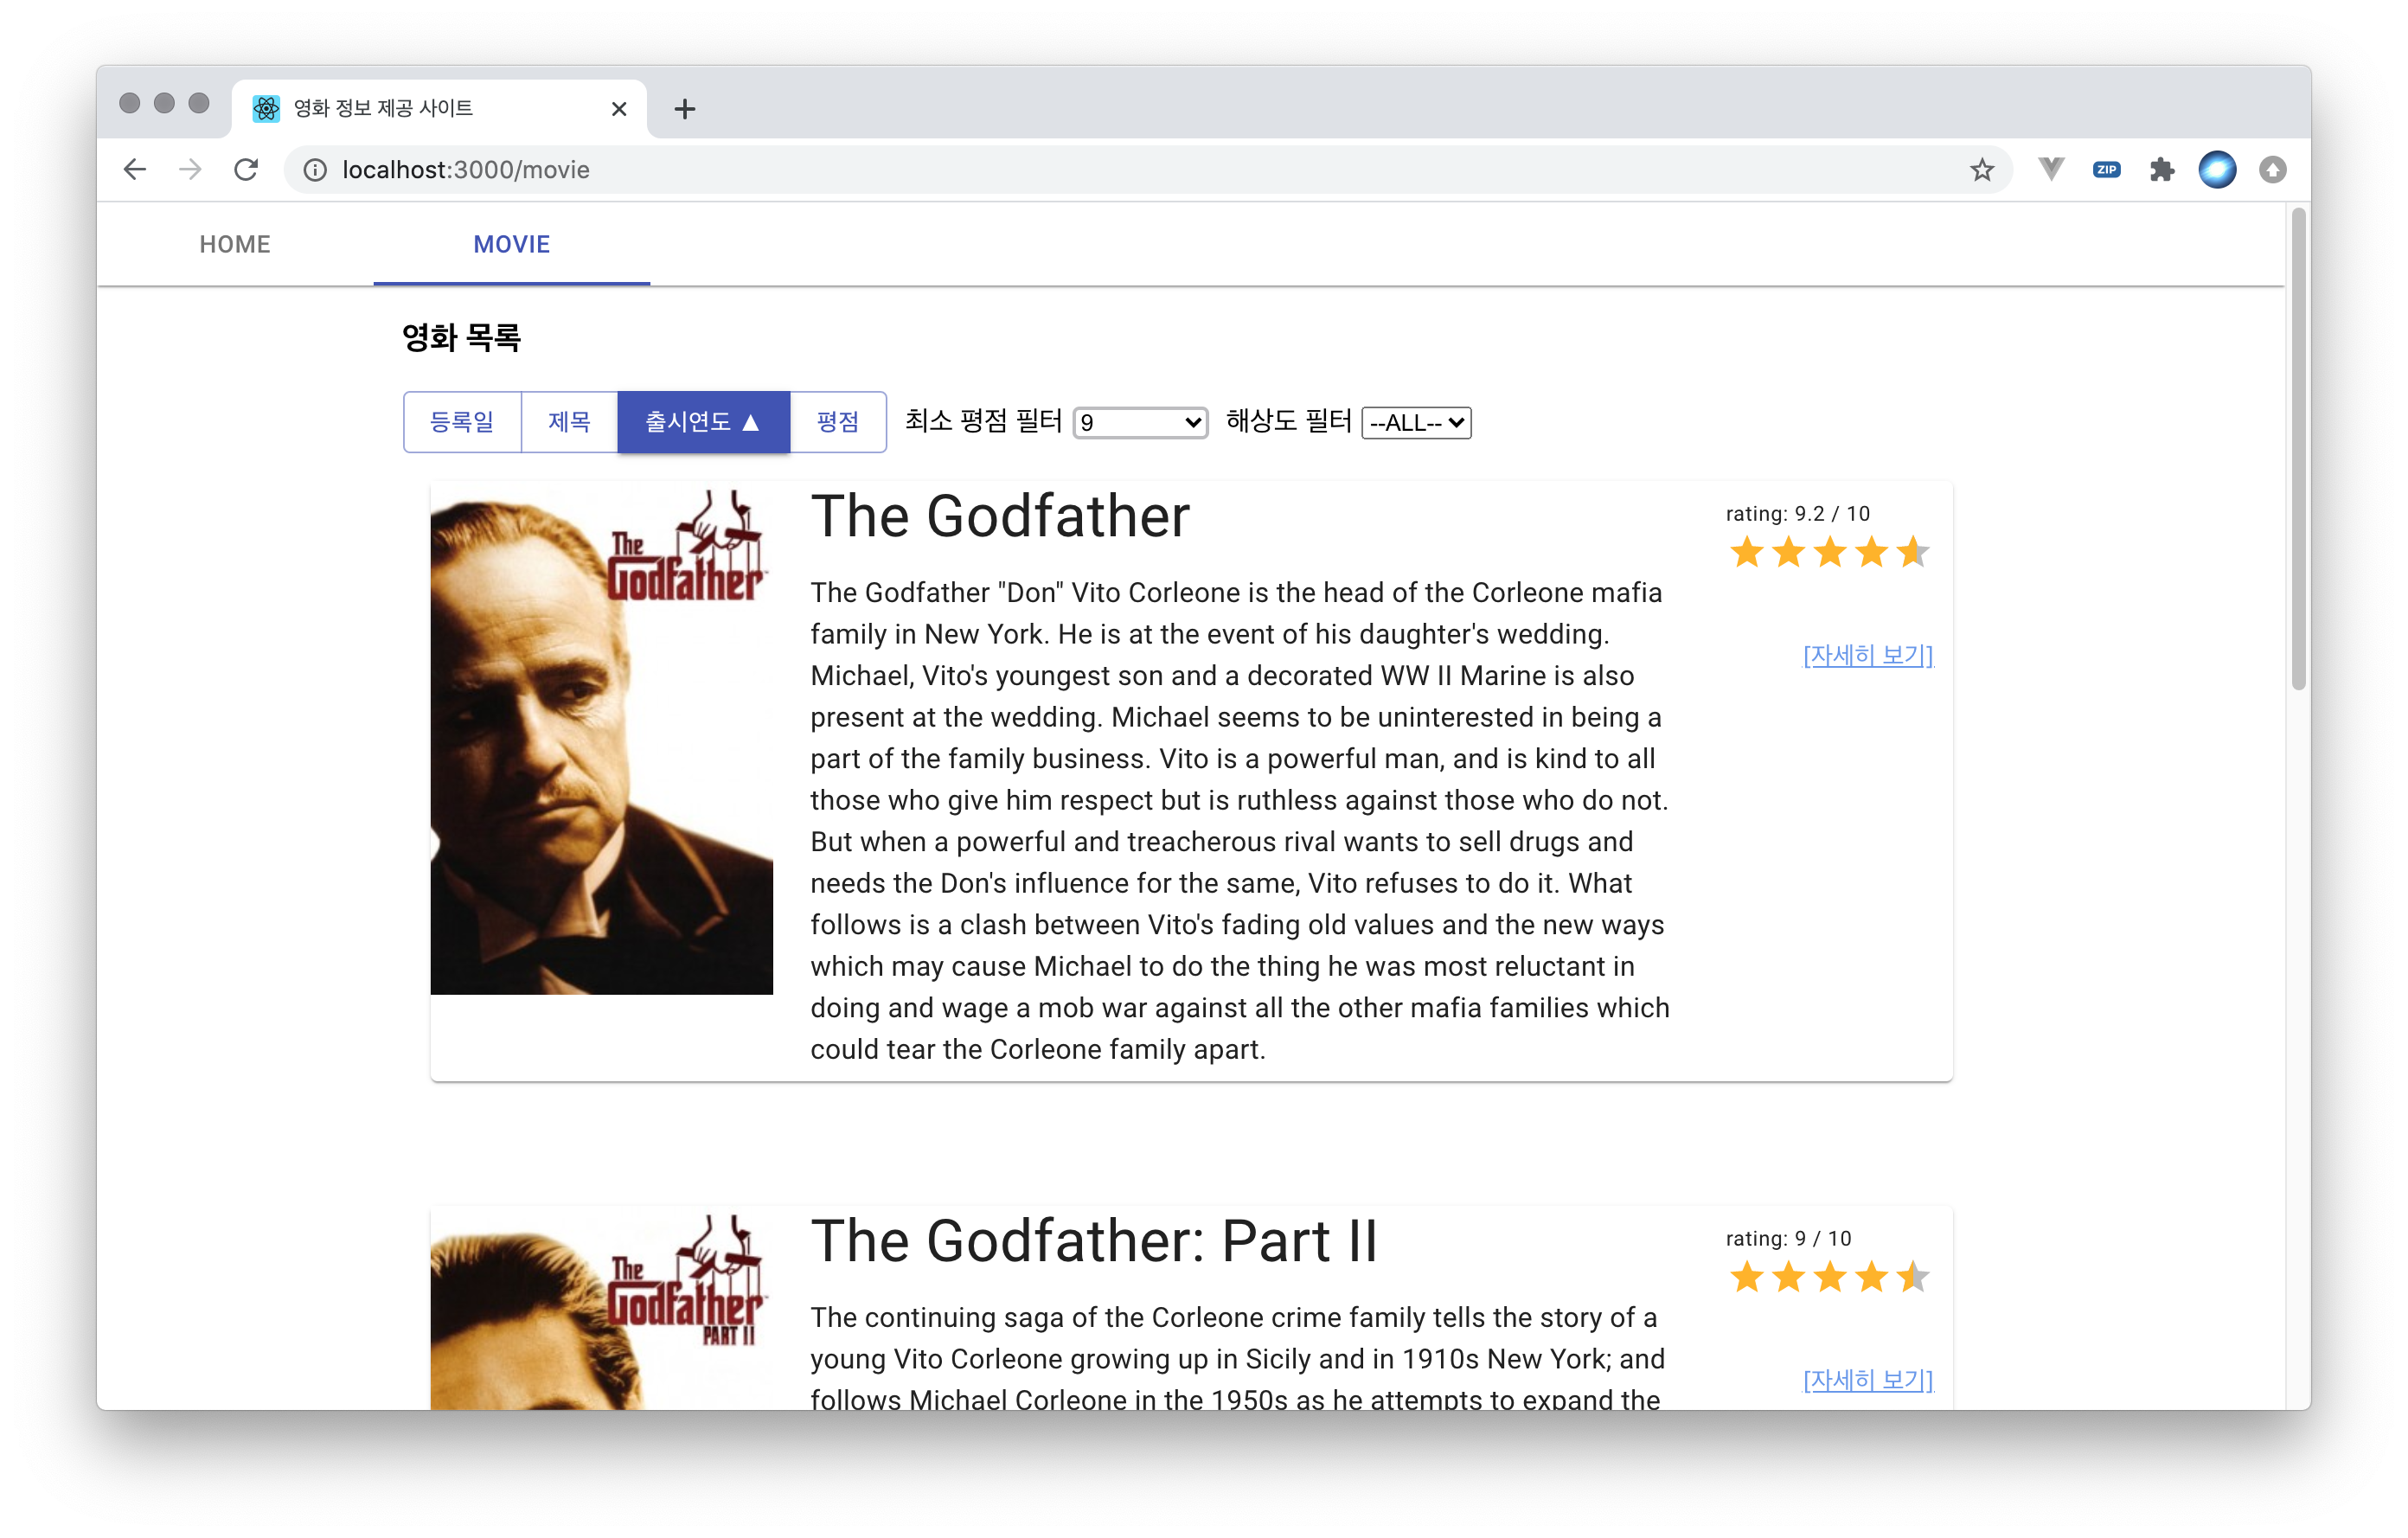 영화 정보 제공 사이트
localhost:3000/movie
ZIP
HOME MOVIE
영화 목록
등록일 제목 출시연도 ▲ 평점 최소 평점 필터 9 해상도 필터 --ALL--
The Godfather
The Godfather
rating: 9.2 / 10
The Godfather "Don" Vito Corleone is the head of the Corleone mafia
family in New York. He is at the event of his daughter's wedding.
Michael, Vito's youngest son and a decorated WW II Marine is also
present at the wedding. Michael seems to be uninterested in being a
part of the family business. Vito is a powerful man, and is kind to all
those who give him respect but is ruthless against those who do not.
But when a powerful and treacherous rival wants to sell drugs and
needs the Don's influence for the same, Vito refuses to do it. What
follows is a clash between Vito's fading old values and the new ways
which may cause Michael to do the thing he was most reluctant in
doing and wage a mob war against all the other mafia families which
could tear the Corleone family apart.
[자세히 보기]
The Godfather PART II
The Godfather: Part II
rating: 9 / 10
The continuing saga of the Corleone crime family tells the story of a
young Vito Corleone growing up in Sicily and in 1910s New York; and
follows Michael Corleone in the 1950s as he attempts to expand the
[자세히 보기]